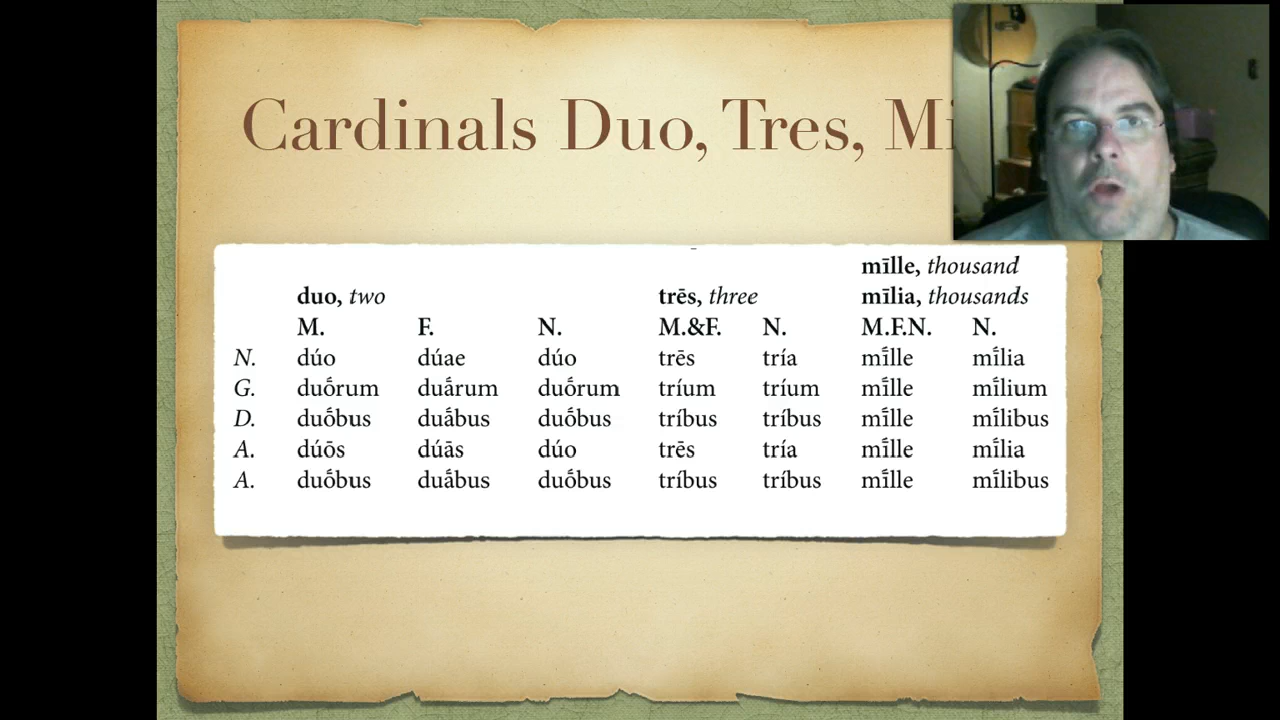 Cardinals Duo, Tres,
mīlle, thousand
duo, two trēs, three mīlia, thousands
M. F. N. M.&F. N. M.F.N. N.
N. dúo dúae dúo trēs tría mī́lle mī́lia
G. duṓrum duā́rum duṓrum tríum tríum mī́lle mī́lium
D. duṓbus duā́bus duṓbus tríbus tríbus mī́lle mī́libus
A. dúōs dúās dúo trēs tría mī́lle mī́lia
A. duṓbus duā́bus duṓbus tríbus tríbus mī́lle mī́libus